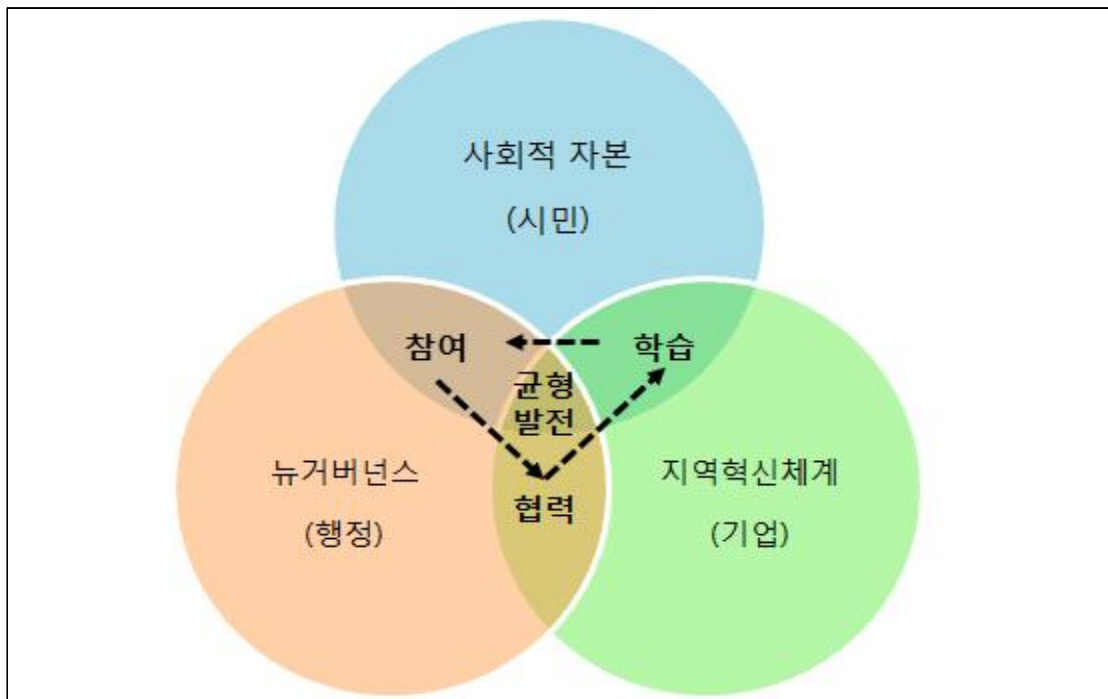 사회적 자본
(시민)
참여
학습
균형
발전
협력
뉴거버넌스
(행정)
지역혁신체계
(기업)